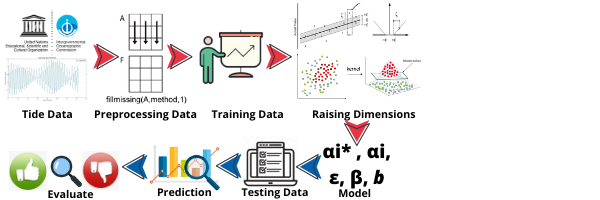 United Nations
Educational, Scientific and
Cultural Organization
Intergovernmental
Oceanographic
Commission
Tide Data
A
F
fillmissing(A,method,1)
Preprocessing Data
Training Data
kernel
Raising Dimensions
αi* , αi,
ε, β, b
Model
Testing Data
Prediction
Evaluate